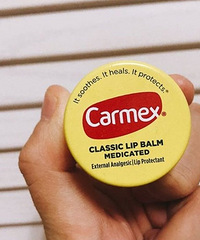 It soothes. It heals. It protects.*
Carmex®
CLASSIC LIP BALM
MEDICATED
External Analgesic|Lip Protectant